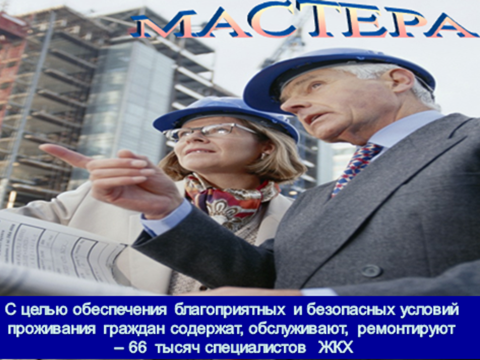 МАСТЕРА
С целью обеспечения благоприятных и безопасных условий
проживания граждан содержат, обслуживают, ремонтируют
– 66 тысяч специалистов ЖКХ